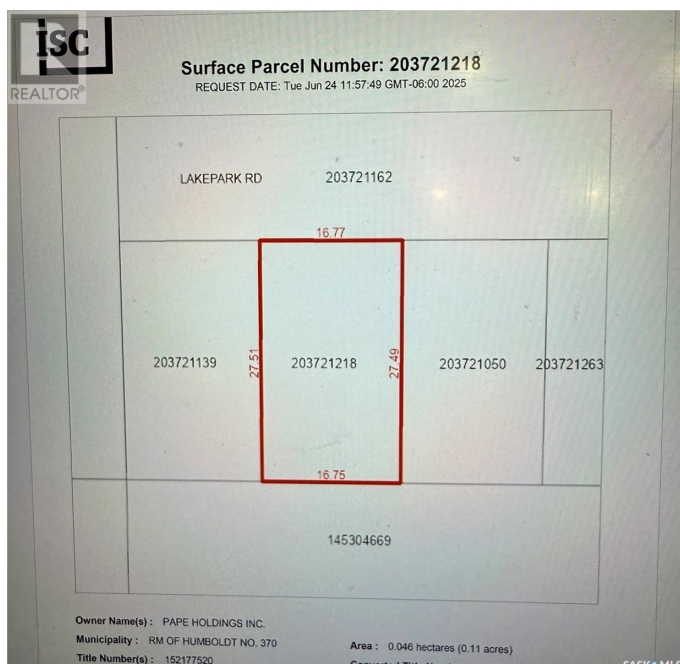 ISC
REALTOR®
Surface Parcel Number: 203721218
REQUEST DATE: Tue Jun 24 11:57:49 GMT-06:00 2025
LAKEPARK RD 203721162
16.77
203721139 27.51 203721218 27.49 203721050 203721263
16.75
145304669
Owner Name(s) : PAPE HOLDINGS INC.
Municipality : RM OF HUMBOLDT NO. 370 Area : 0.046 hectares (0.11 acres)
Title Number(s) : 152177520